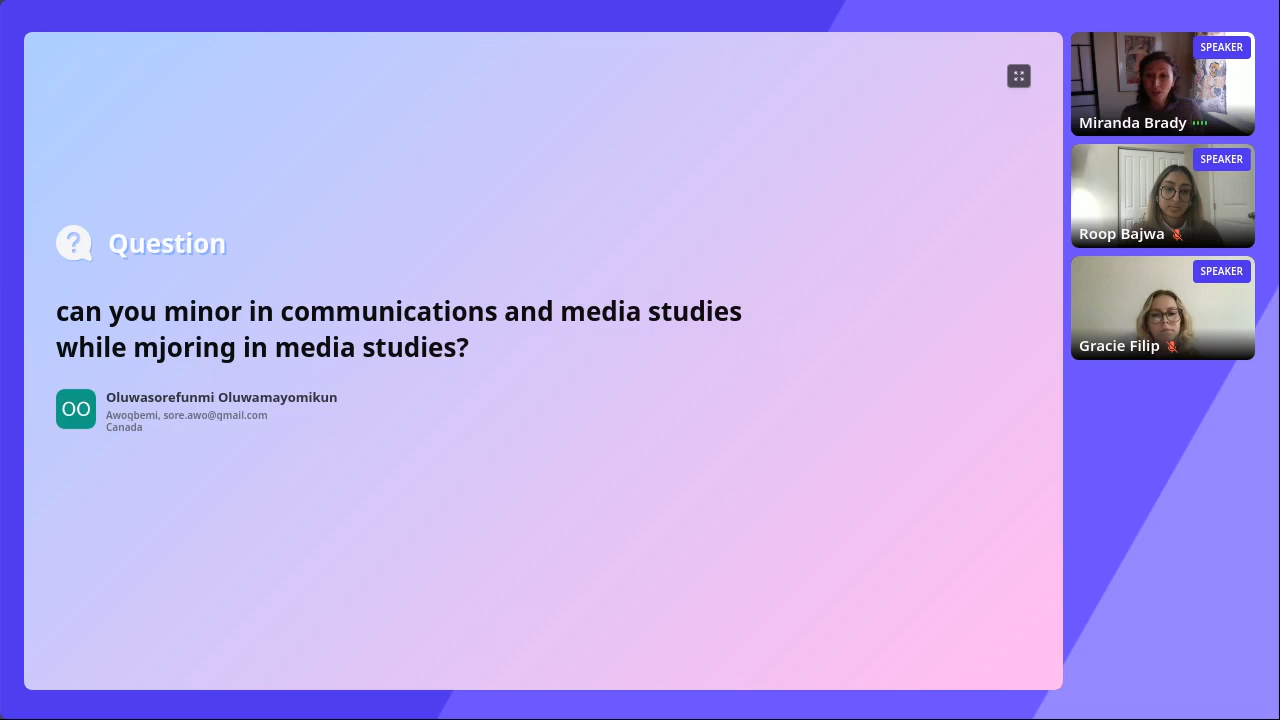 Question
can you minor in communications and media studies
while mjoring in media studies?
OO
Oluwasorefunmi Oluwamayomikun
Awogbemi, sore.awo@gmail.com
Canada
SPEAKER
Miranda Brady
SPEAKER
Roop Bajwa
SPEAKER
Gracie Filip